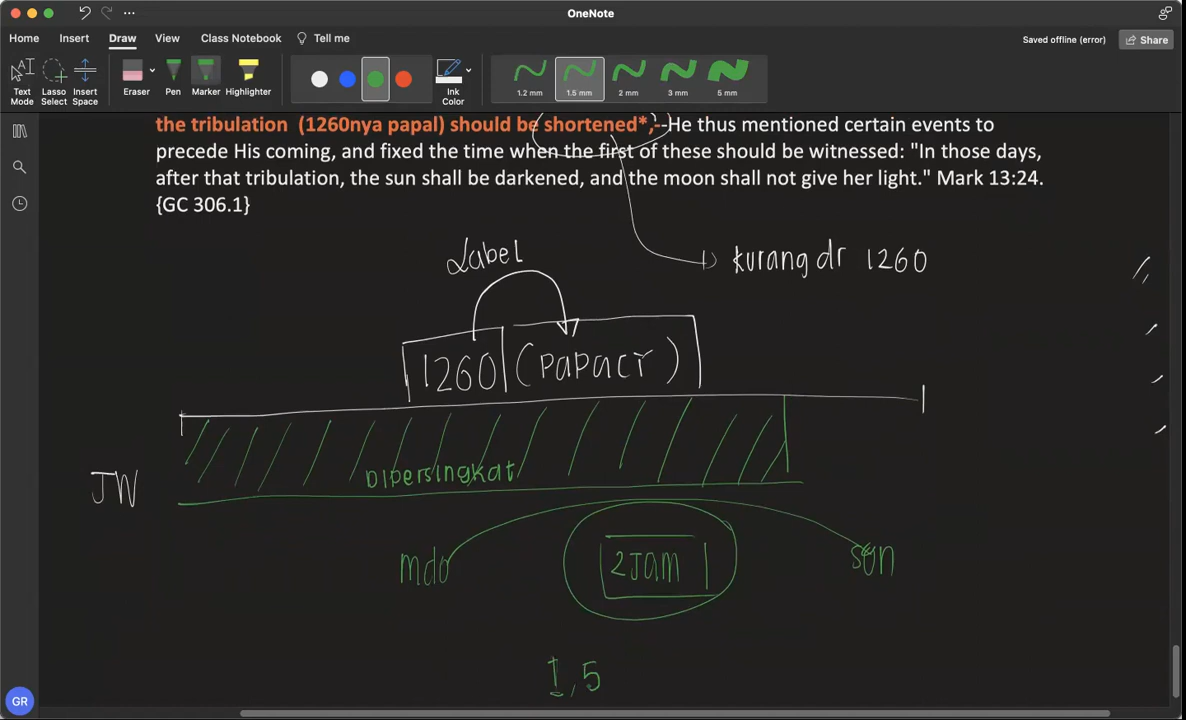 OneNote
Home Insert Draw View Class Notebook Tell me
Saved offline (error) Share
Text Mode
Lasso Select
Insert Space
Eraser
Pen
Marker
Highlighter
Ink Color
1.2 mm
1.5 mm
2 mm
3 mm
5 mm
the tribulation (1260nya papal) should be shortened*,--He thus mentioned certain events to
precede His coming, and fixed the time when the first of these should be witnessed: "In those days,
after that tribulation, the sun shall be darkened, and the moon shall not give her light." Mark 13:24.
{GC 306.1}
Label
kurang dr 1260
1260 (Papacy)
Dipersingkat
JW
mdo
2Jam
1,5
GR